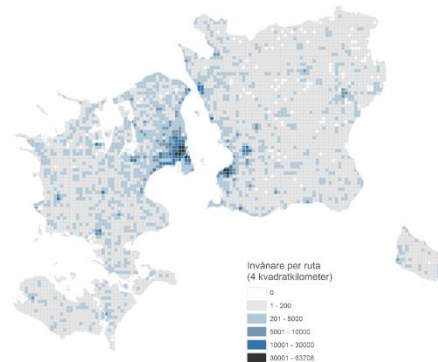 Invånare per ruta
(4 kvadratkilometer)
0
1 - 200
201 - 5000
5001 - 10000
10001 - 30000
30001 - 63708